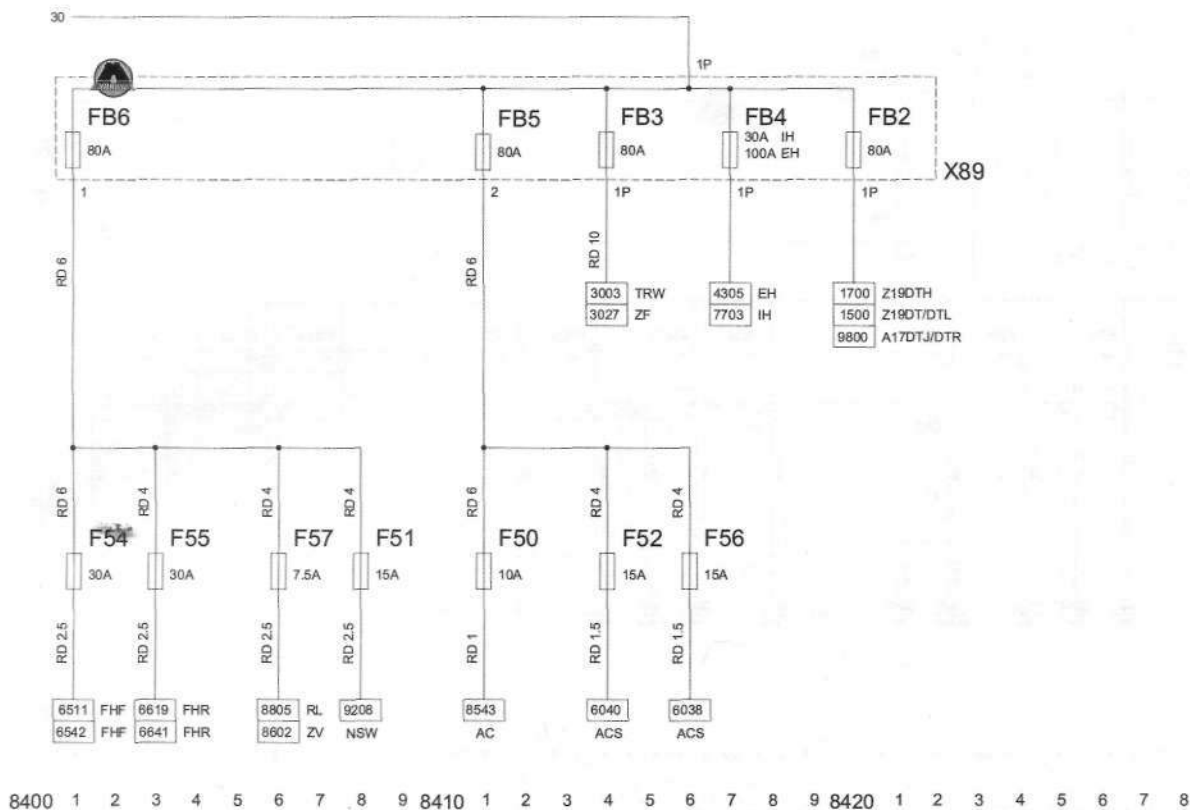 30
1P
FB6
80A
FB5
80A
FB3
80A
FB4
30A IH
100A EH
FB2
80A
X89
1
2
1P
1P
1P
RD 6
RD 6
RD 10
3003 TRW
3027 ZF
4305 EH
7703 IH
1700 Z19DTH
1500 Z19DT/DTL
9800 A17DTJ/DTR
RD 6
RD 4
RD 4
RD 4
RD 6
RD 4
RD 4
F54
30A
F55
30A
F57
7.5A
F51
15A
F50
10A
F52
15A
F56
15A
RD 2.5
RD 2.5
RD 2.5
RD 2.5
RD 1
RD 1.5
RD 1.5
6511 FHF
6542 FHF
6619 FHR
6641 FHR
8805 RL
8602 ZV
9208
NSW
8543
AC
6040
ACS
6038
ACS
8400 1 2 3 4 5 6 7 8 9 8410 1 2 3 4 5 6 7 8 9 8420 1 2 3 4 5 6 7 8